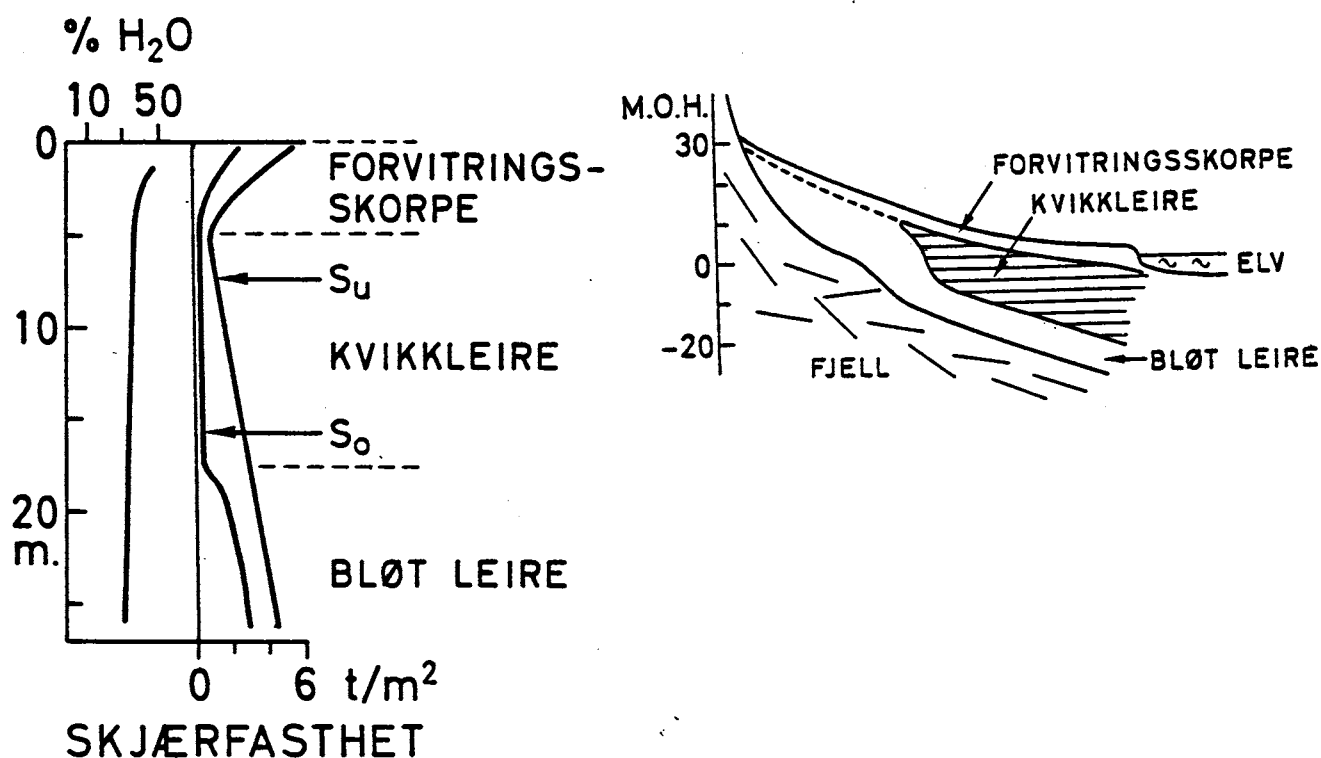 % H₂O
10 50
0
FORVITRINGS-
SKORPE
Su
10
KVIKKLEIRE
So
20
m.
BLØT LEIRE
0 6 t/m²
SKJÆRFASTHET
M.O.H.
30
FORVITRINGSSKORPE
KVIKKLEIRE
0
ELV
-20
FJELL
BLØT LEIRE